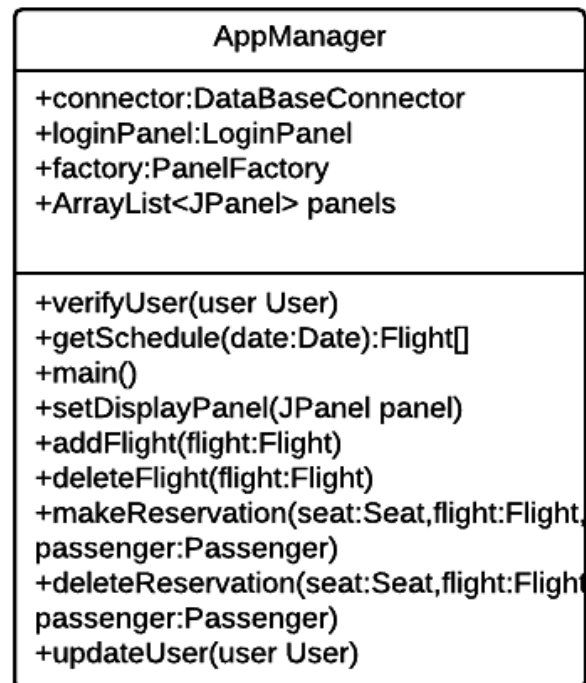 AppManager
+connector:DataBaseConnector
+loginPanel:LoginPanel
+factory:PanelFactory
+ArrayList<JPanel> panels
+verifyUser(user User)
+getSchedule(date:Date):Flight[]
+main()
+setDisplayPanel(JPanel panel)
+addFlight(flight:Flight)
+deleteFlight(flight:Flight)
+makeReservation(seat:Seat,flight:Flight,
passenger:Passenger)
+deleteReservation(seat:Seat,flight:Flight
passenger:Passenger)
+updateUser(user User)